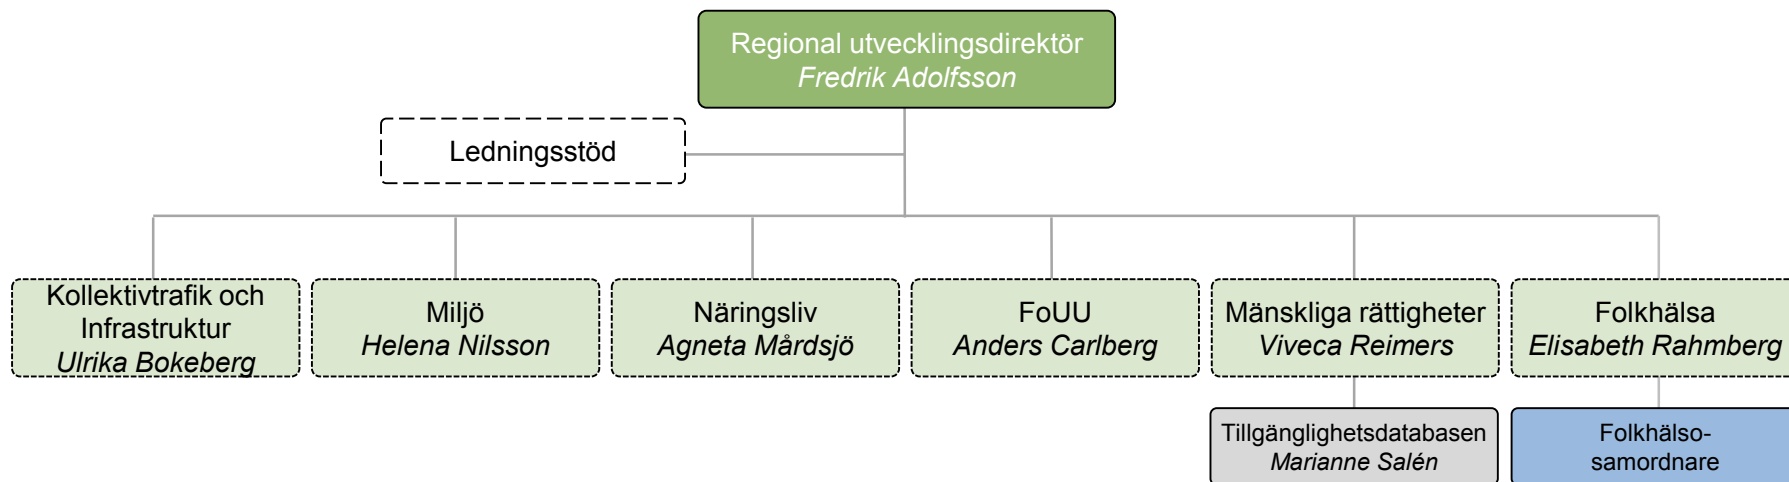 Regional utvecklingsdirektör
Fredrik Adolfsson
Ledningsstöd
Kollektivtrafik och
Infrastruktur
Ulrika Bokeberg
Miljö
Helena Nilsson
Näringsliv
Agneta Mårdsjö
FoUU
Anders Carlberg
Mänskliga rättigheter
Viveca Reimers
Folkhälsa
Elisabeth Rahmberg
Tillgänglighetsdatabasen
Marianne Salén
Folkhälso-
samordnare